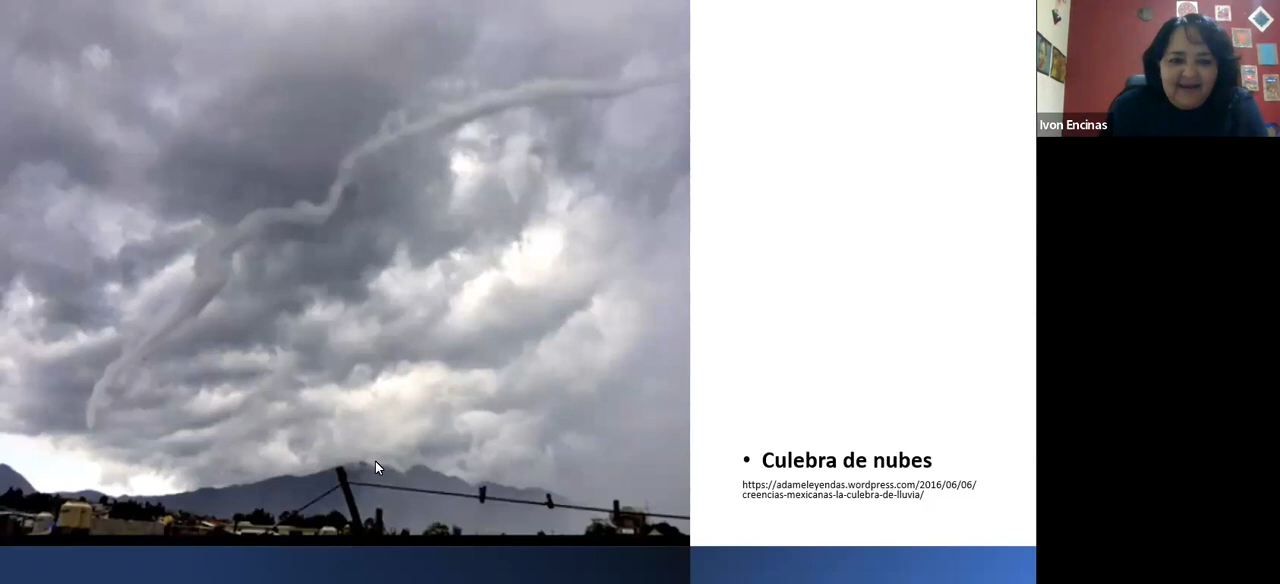 Ivon Encinas
• Culebra de nubes
https://adameleyendas.wordpress.com/2016/06/06/
creencias-mexicanas-la-culebra-de-lluvia/